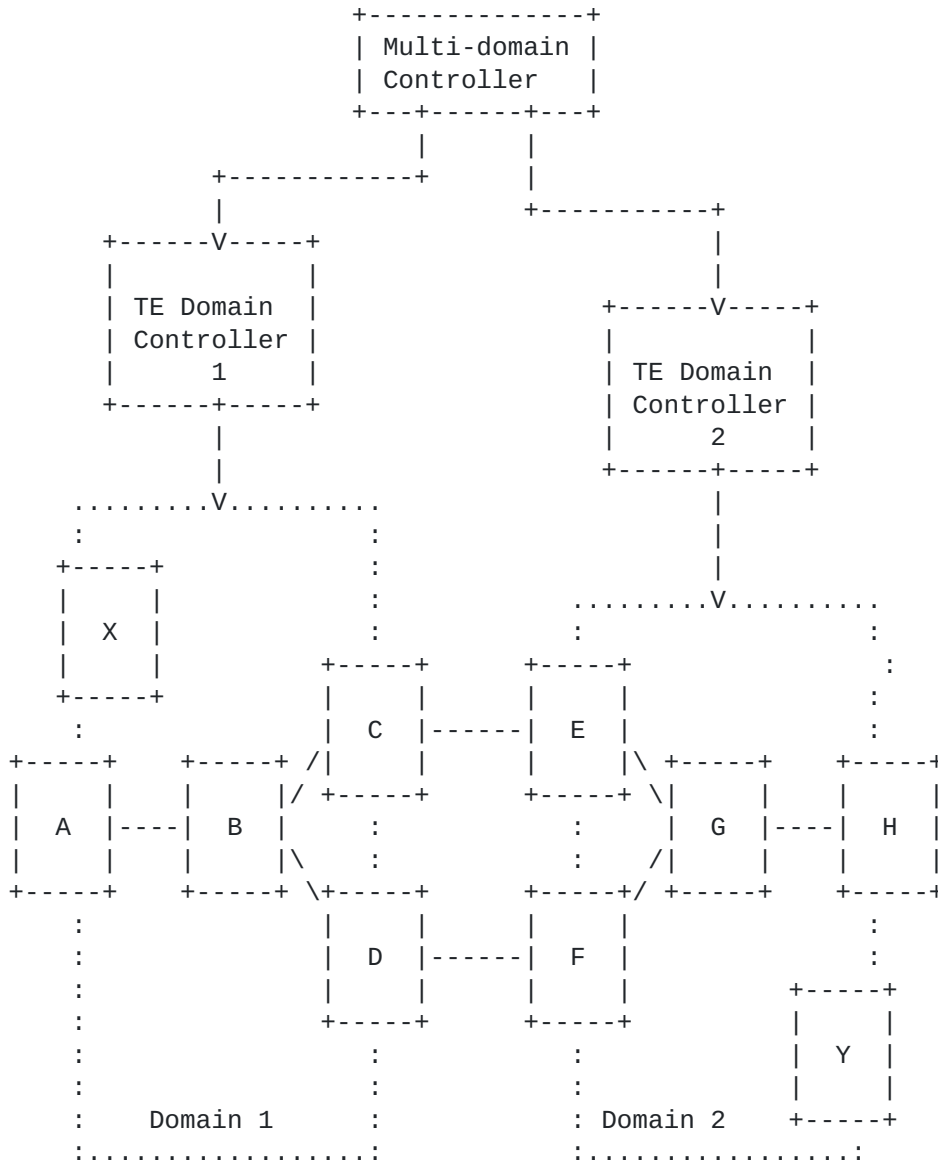 Multi-domain
Controller
TE Domain
Controller
1
TE Domain
Controller
2
X
C
E
A
B
G
H
D
F
Y
Domain 1
Domain 2